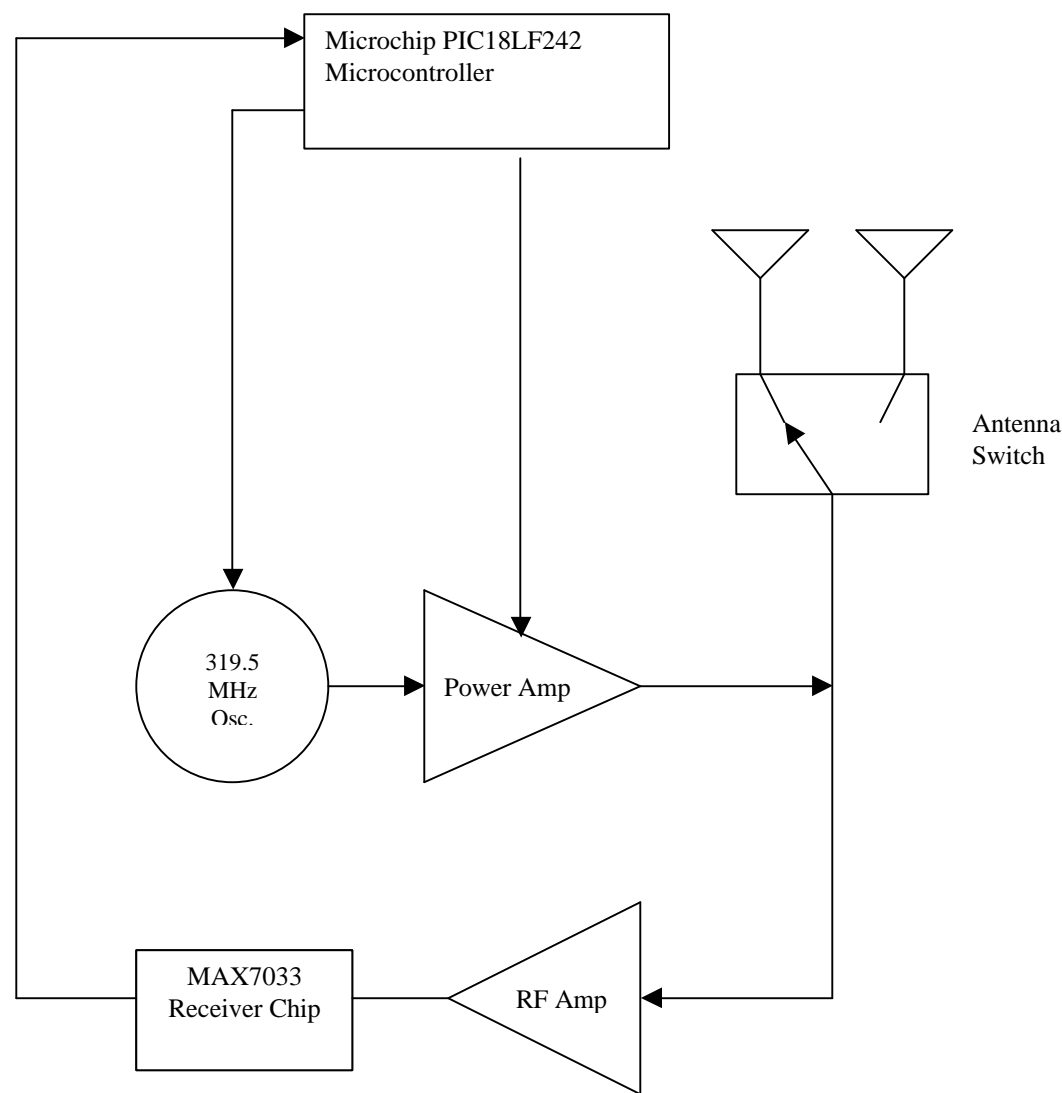 Microchip PIC18LF242
Microcontroller
Antenna
Switch
319.5
MHz
Osc.
Power Amp
MAX7033
Receiver Chip
RF Amp